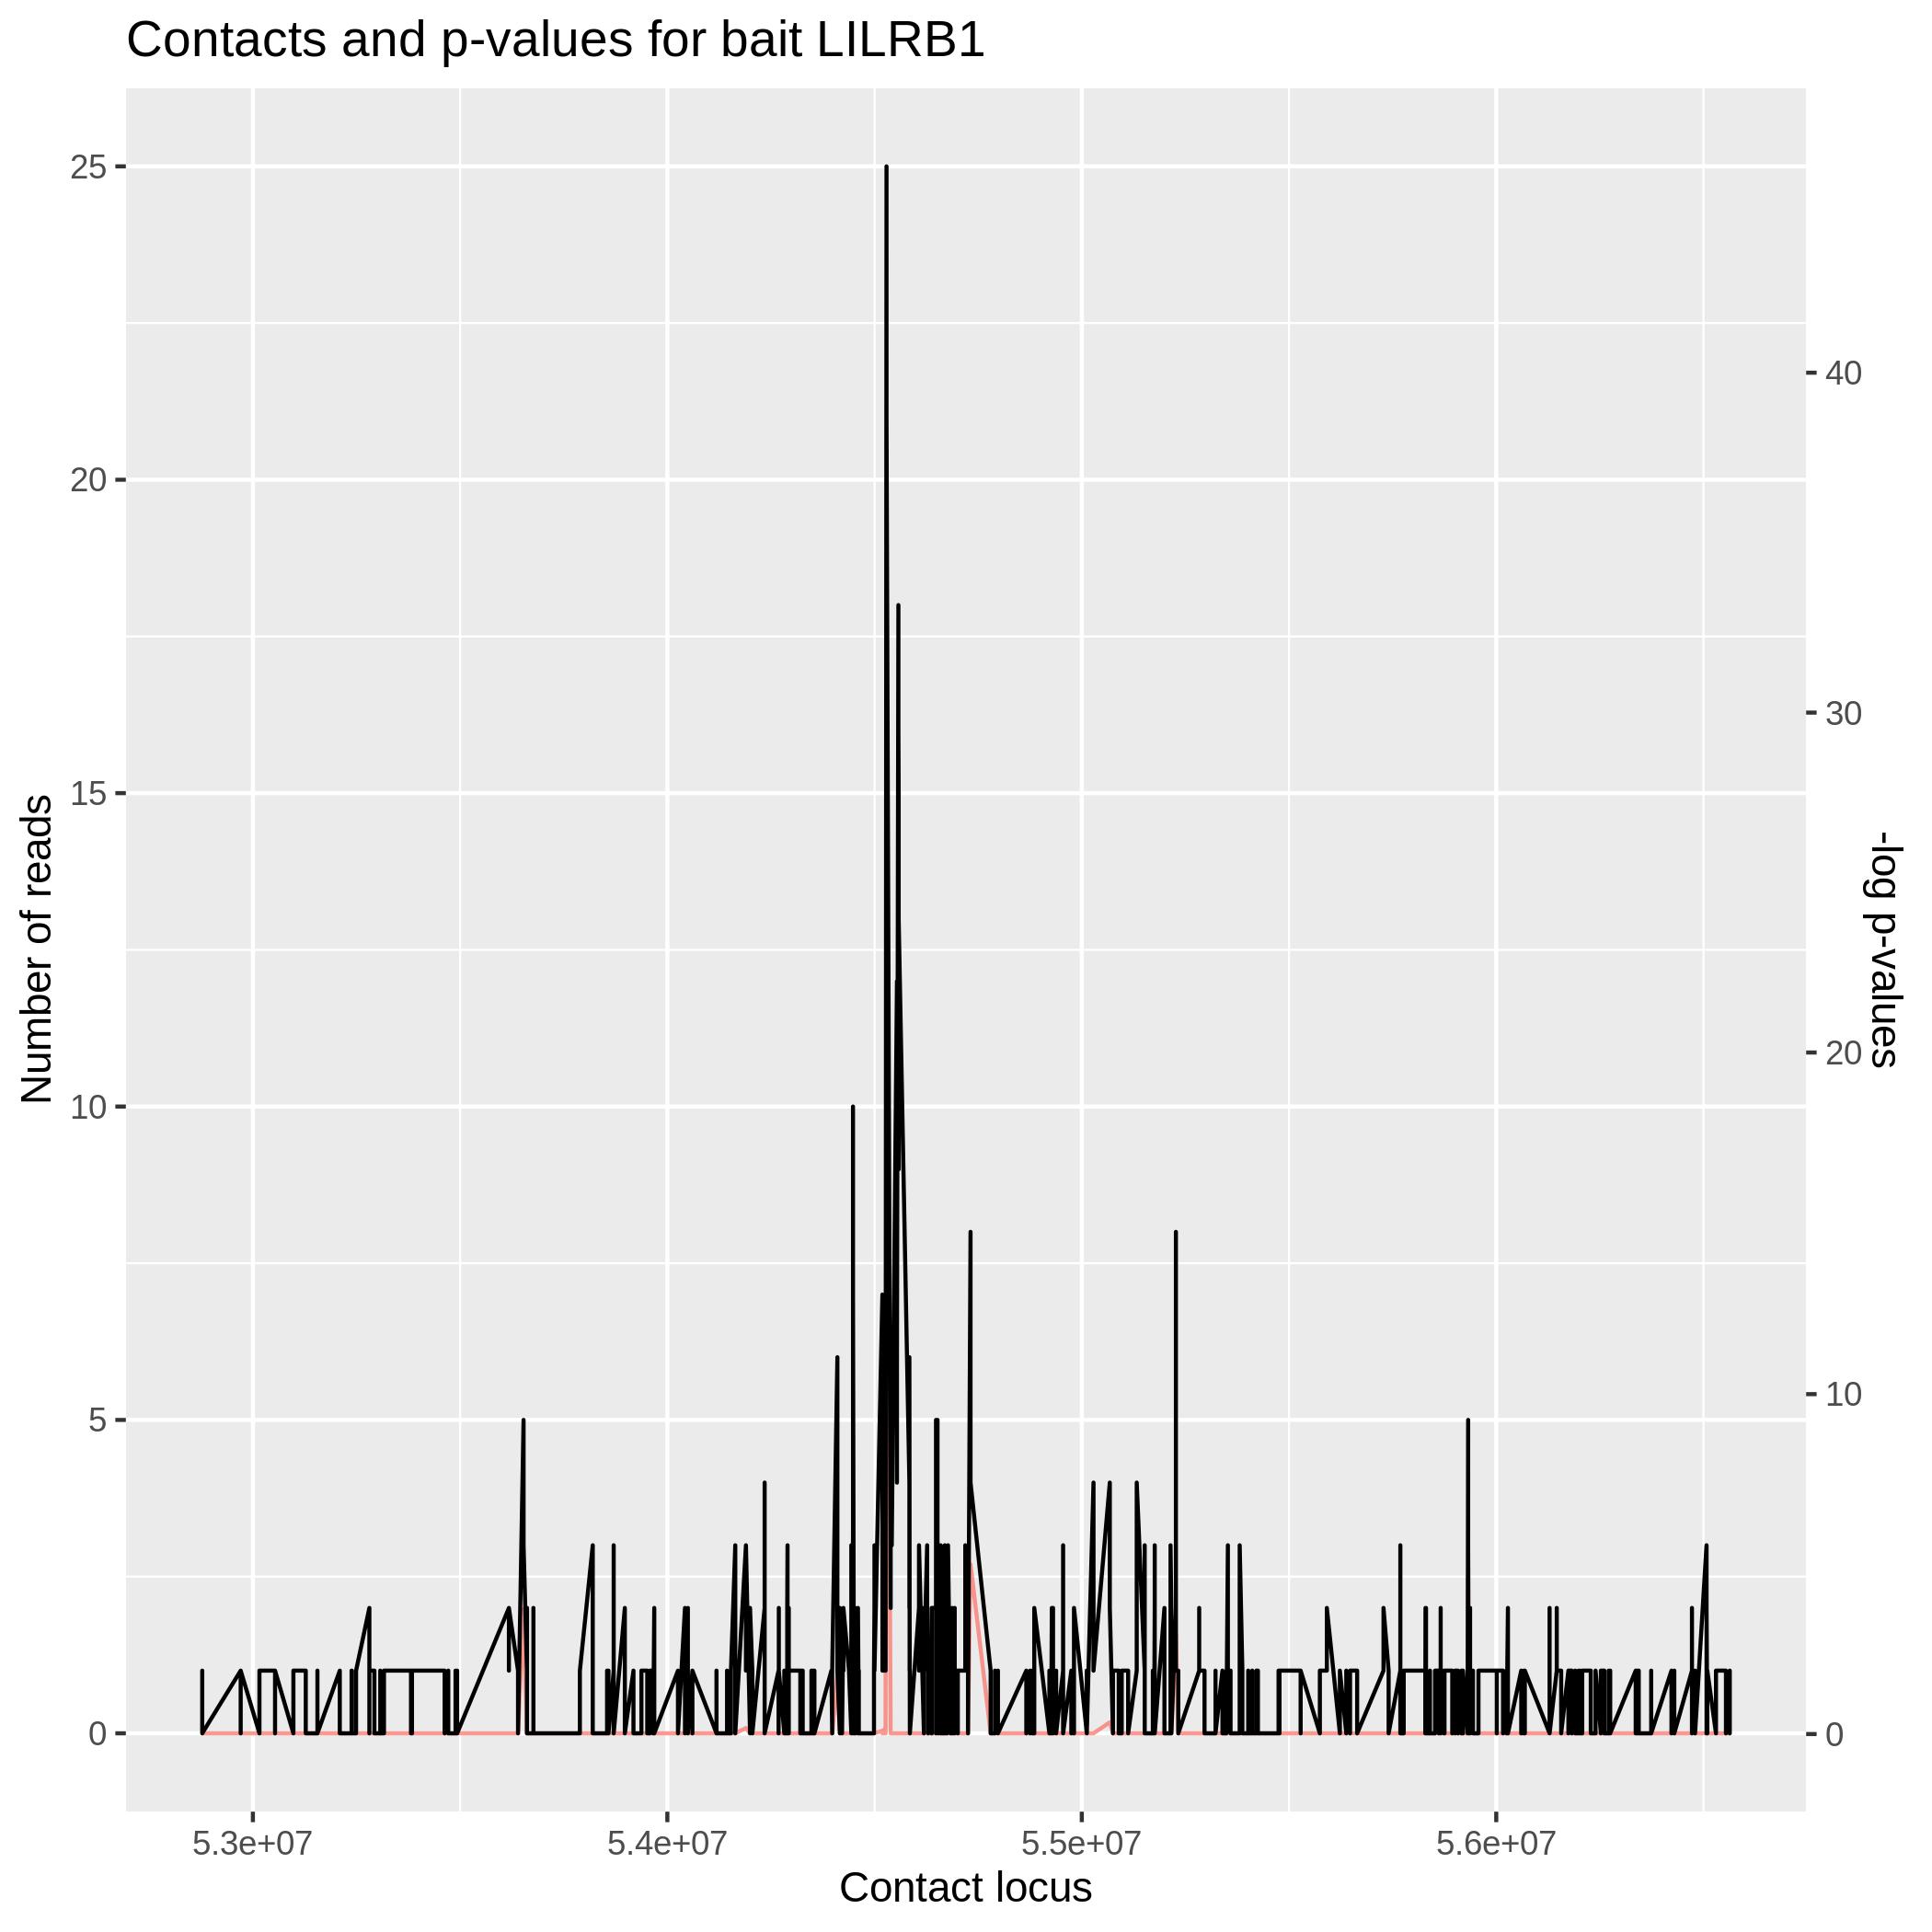 Contacts and p-values for bait LILRB1
25
20
15
10
5
0
Number of reads
40
30
20
10
0
-log p-values
5.3e+07 5.4e+07 5.5e+07 5.6e+07
Contact locus